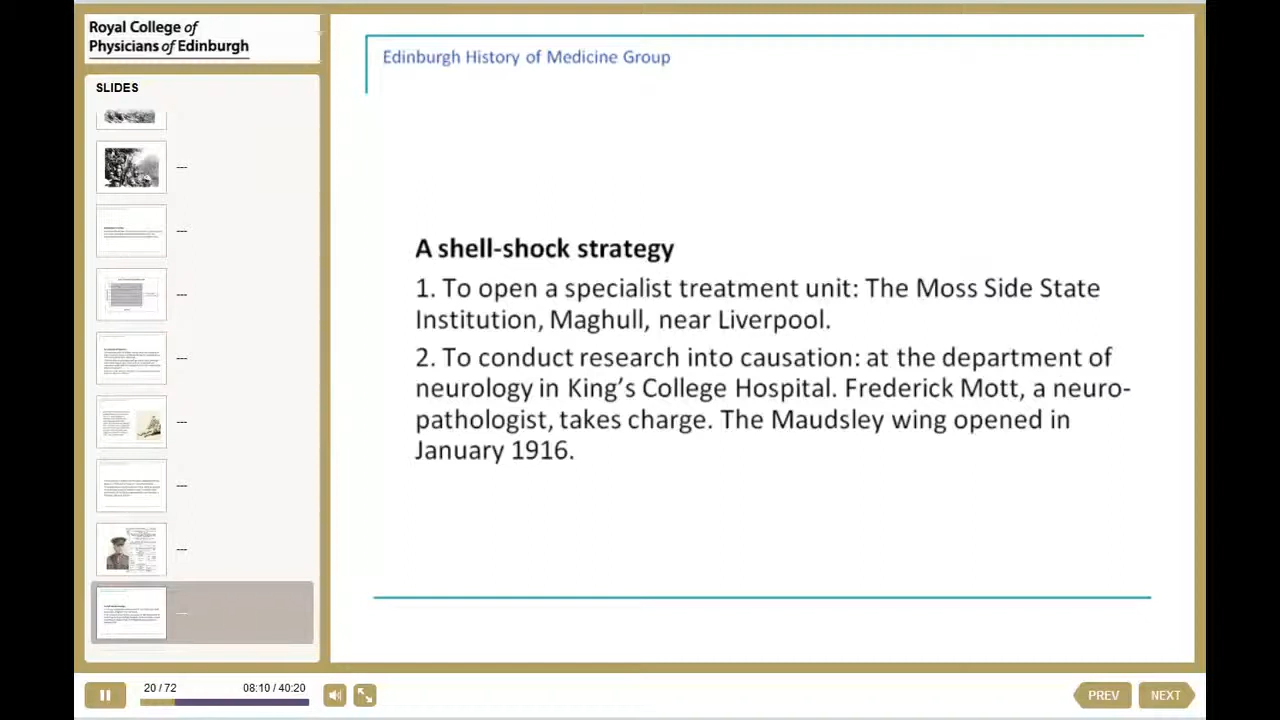 Royal College of
Physicians of Edinburgh
SLIDES
Edinburgh History of Medicine Group
A shell-shock strategy
1. To open a specialist treatment unit: The Moss Side State
Institution, Maghull, near Liverpool.
2. To conduct research into causation: at the department of
neurology in King’s College Hospital. Frederick Mott, a neuro-
pathologist, takes charge. The Maudsley wing opened in
January 1916.
20 / 72
08:10 / 40:20
PREV
NEXT